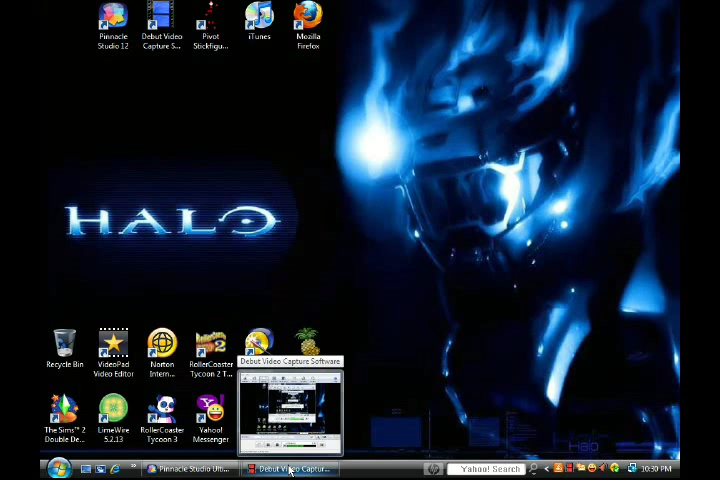 Pinnacle
Studio 12
Debut Video
Capture S...
Pivot
Stickfigu...
iTunes
Mozilla
Firefox
HALO
Recycle Bin
VideoPad
Video Editor
Norton
Intern...
RollerCoaster
Tycoon 2 T...
Debut Video Capture Software
The Sims™ 2
Double De...
LimeWire
5.2.13
RollerCoaster
Tycoon 3
Yahoo!
Messenger
Halo
Pinnacle Studio Ulti...
Debut Video Captur...
Yahoo! Search
10:30 PM